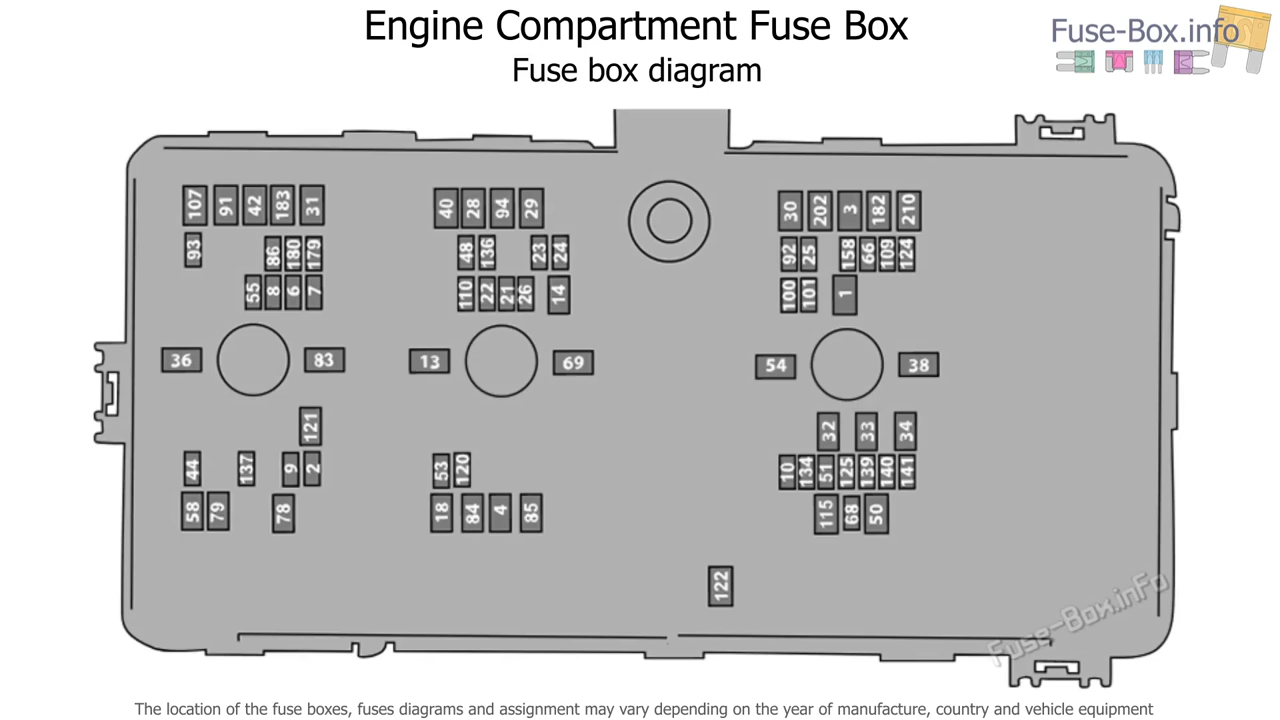 Engine Compartment Fuse Box
Fuse box diagram
Fuse-Box.info
107 91 42 183 31
40 28 94 29
30 202 3 182 210
93 86 180 179
48 136 23 24
92 25 158 66 109 124
55 8 6 7
110 22 21 26 14
100 101 1
36 83 13 69 54 38
121
32 33 34
44 137 9 2
53 120
10 134 51 125 139 140 141
58 79 78
18 84 4 85
115 68 50
122
Fuse-Box.inFo
The location of the fuse boxes, fuses diagrams and assignment may vary depending on the year of manufacture, country and vehicle equipment